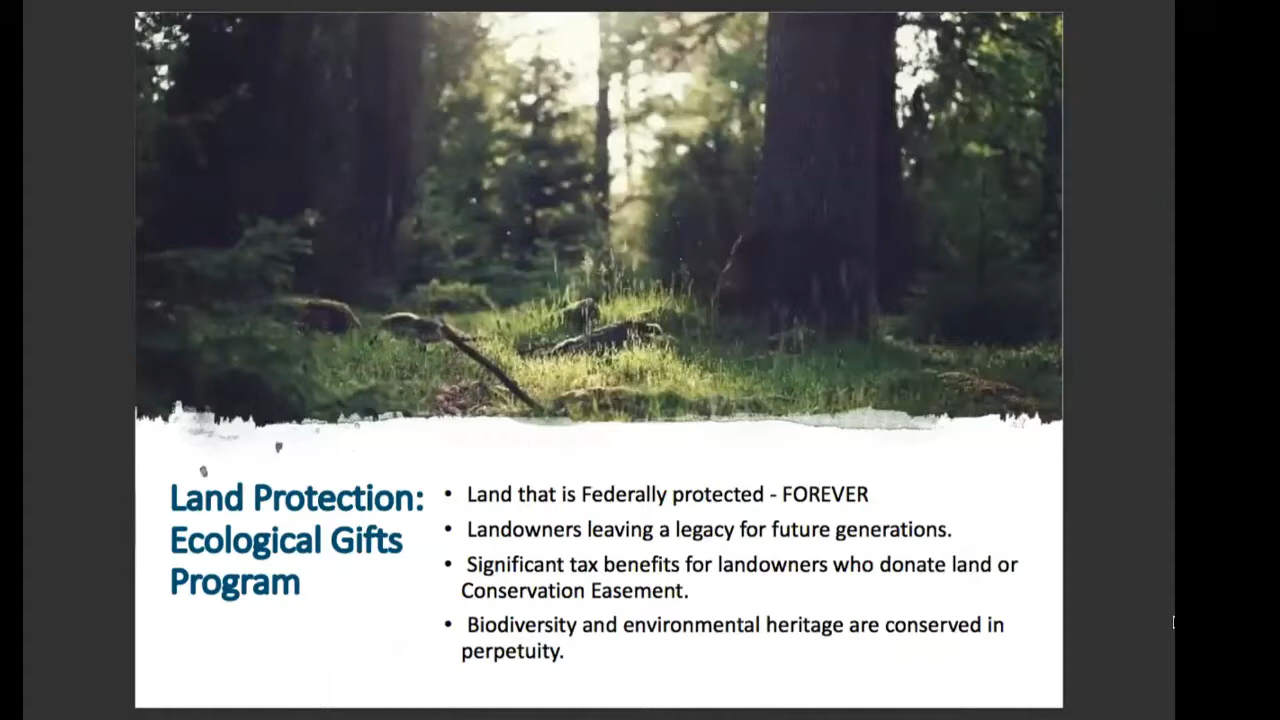 Land Protection:
Ecological Gifts
Program
• Land that is Federally protected - FOREVER
• Landowners leaving a legacy for future generations.
• Significant tax benefits for landowners who donate land or
Conservation Easement.
• Biodiversity and environmental heritage are conserved in
perpetuity.